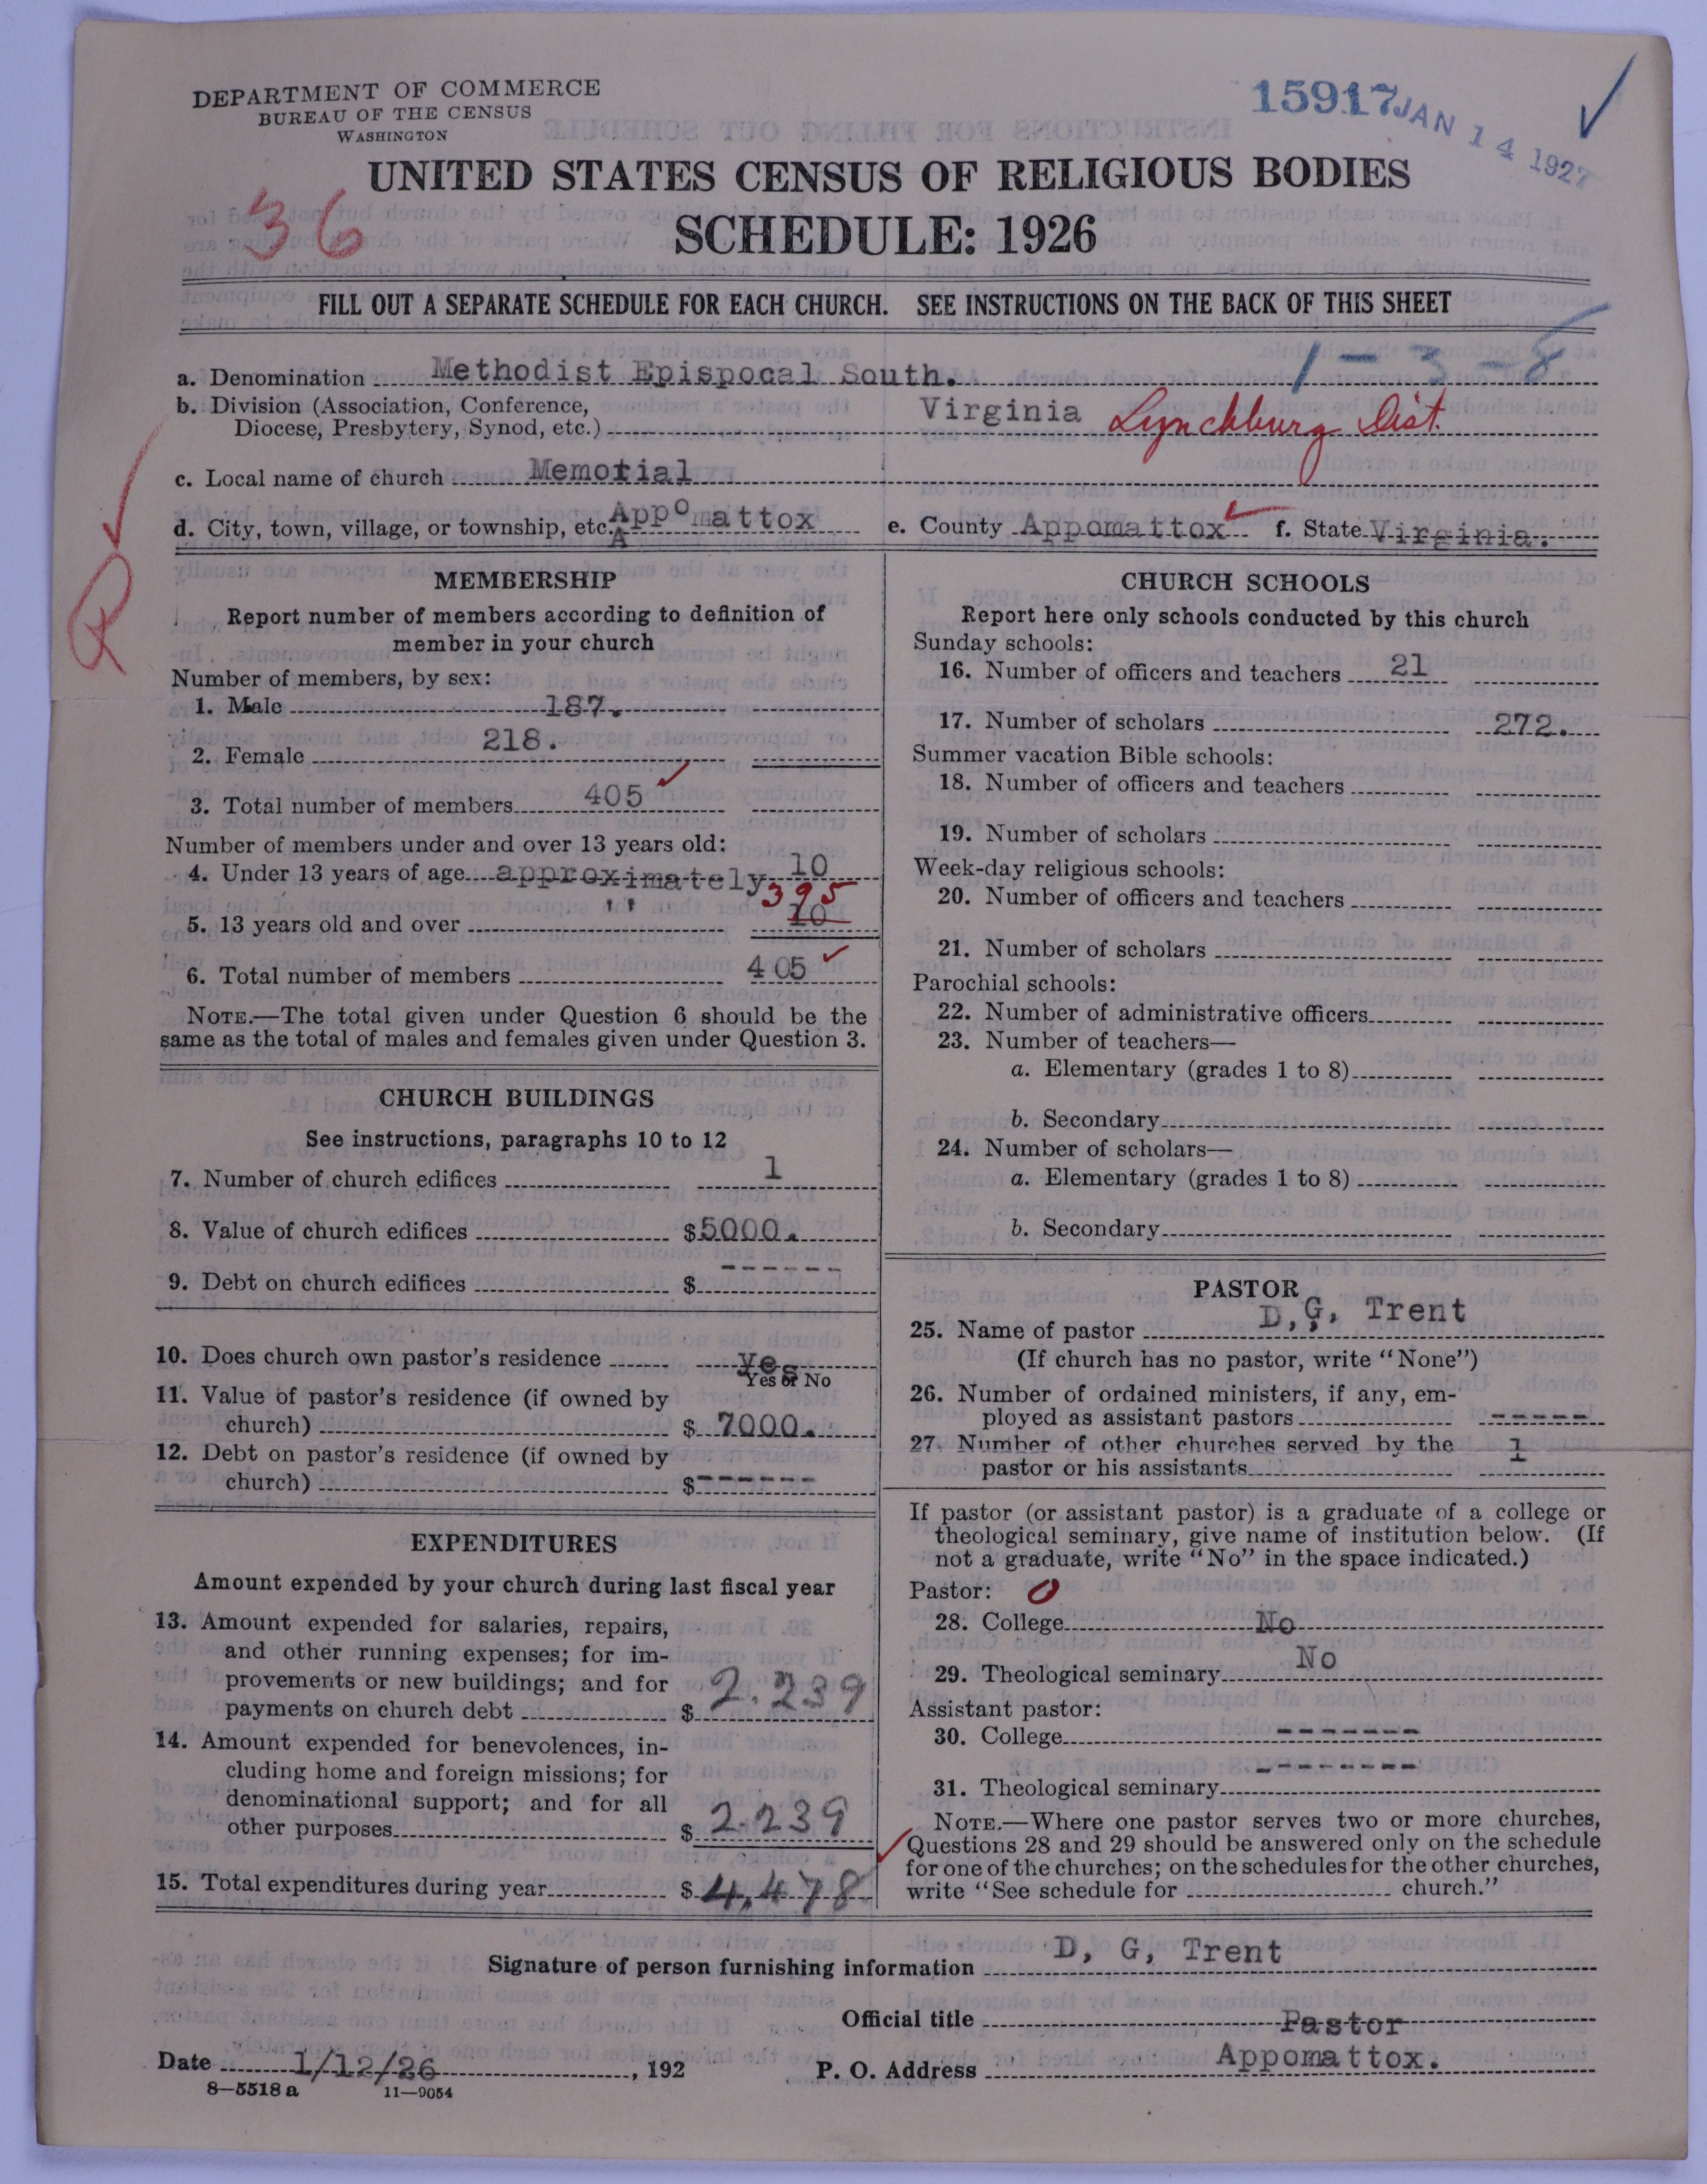 DEPARTMENT OF COMMERCE
BUREAU OF THE CENSUS
WASHINGTON
15917 JAN 14 1927
UNITED STATES CENSUS OF RELIGIOUS BODIES
36
SCHEDULE: 1926
FILL OUT A SEPARATE SCHEDULE FOR EACH CHURCH. SEE INSTRUCTIONS ON THE BACK OF THIS SHEET
1-3-8
a. Denomination Methodist Epispocal South.
b. Division (Association, Conference,
Diocese, Presbytery, Synod, etc.) Virginia Lynchburg Dist.
c. Local name of church Memorial
d. City, town, village, or township, etc. Appomattox e. County Appomattox f. State Virginia.
R
MEMBERSHIP
Report number of members according to definition of
member in your church
Number of members, by sex:
1. Male 187.
2. Female 218.
3. Total number of members 405
Number of members under and over 13 years old:
4. Under 13 years of age approximately 10
5. 13 years old and over '' 10 395
6. Total number of members 405
NOTE.—The total given under Question 6 should be the
same as the total of males and females given under Question 3.
CHURCH BUILDINGS
See instructions, paragraphs 10 to 12
7. Number of church edifices 1
8. Value of church edifices $5000.
9. Debt on church edifices $ ------
10. Does church own pastor's residence yes
Yes or No
11. Value of pastor's residence (if owned by
church) $ 7000.
12. Debt on pastor's residence (if owned by
church) $ ------
EXPENDITURES
Amount expended by your church during last fiscal year
13. Amount expended for salaries, repairs,
and other running expenses; for im-
provements or new buildings; and for
payments on church debt $ 2.239
14. Amount expended for benevolences, in-
cluding home and foreign missions; for
denominational support; and for all
other purposes $ 2.239
15. Total expenditures during year $ 4,478
CHURCH SCHOOLS
Report here only schools conducted by this church
Sunday schools:
16. Number of officers and teachers 21
17. Number of scholars 272.
Summer vacation Bible schools:
18. Number of officers and teachers
19. Number of scholars
Week-day religious schools:
20. Number of officers and teachers
21. Number of scholars
Parochial schools:
22. Number of administrative officers
23. Number of teachers—
a. Elementary (grades 1 to 8)
b. Secondary
24. Number of scholars—
a. Elementary (grades 1 to 8)
b. Secondary
PASTOR
25. Name of pastor D, G, Trent
(If church has no pastor, write "None")
26. Number of ordained ministers, if any, em-
ployed as assistant pastors -----
27. Number of other churches served by the
pastor or his assistants 1
If pastor (or assistant pastor) is a graduate of a college or
theological seminary, give name of institution below. (If
not a graduate, write "No" in the space indicated.)
Pastor: 0
28. College No
29. Theological seminary No
Assistant pastor:
30. College -------
31. Theological seminary -------
NOTE.—Where one pastor serves two or more churches,
Questions 28 and 29 should be answered only on the schedule
for one of the churches; on the schedules for the other churches,
write "See schedule for church."
Signature of person furnishing information D, G, Trent
Official title Pastor
Date 1/12/26, 192 P. O. Address Appomattox.
8—5518 a 11—9054